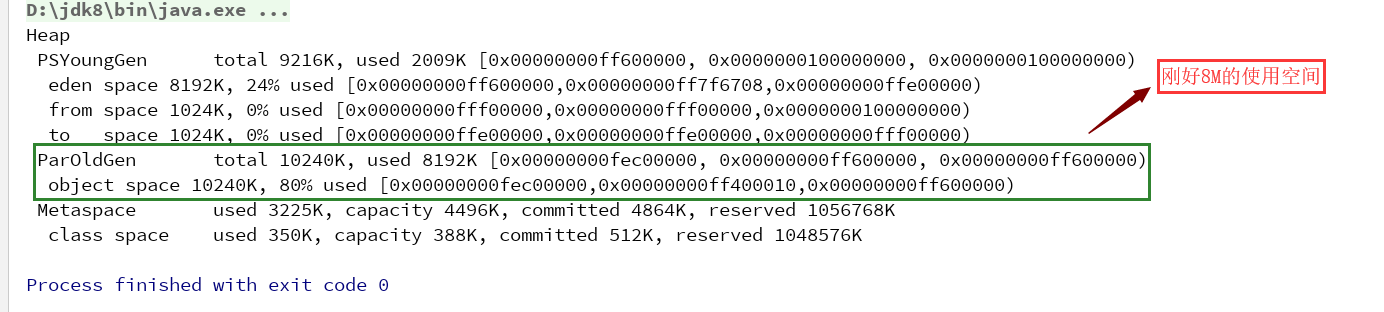 D:\jdk8\bin\java.exe ...
Heap
PSYoungGen      total 9216K, used 2009K [0x00000000ff600000, 0x0000000100000000, 0x0000000100000000)
刚好8M的使用空间
eden space 8192K, 24% used [0x00000000ff600000,0x00000000ff7f6708,0x00000000ffe00000)
from space 1024K, 0% used [0x00000000fff00000,0x00000000fff00000,0x0000000100000000)
to   space 1024K, 0% used [0x00000000ffe00000,0x00000000ffe00000,0x00000000fff00000)
ParOldGen       total 10240K, used 8192K [0x00000000fec00000, 0x00000000ff600000, 0x00000000ff600000)
object space 10240K, 80% used [0x00000000fec00000,0x00000000ff400010,0x00000000ff600000)
Metaspace       used 3225K, capacity 4496K, committed 4864K, reserved 1056768K
class space    used 350K, capacity 388K, committed 512K, reserved 1048576K
Process finished with exit code 0